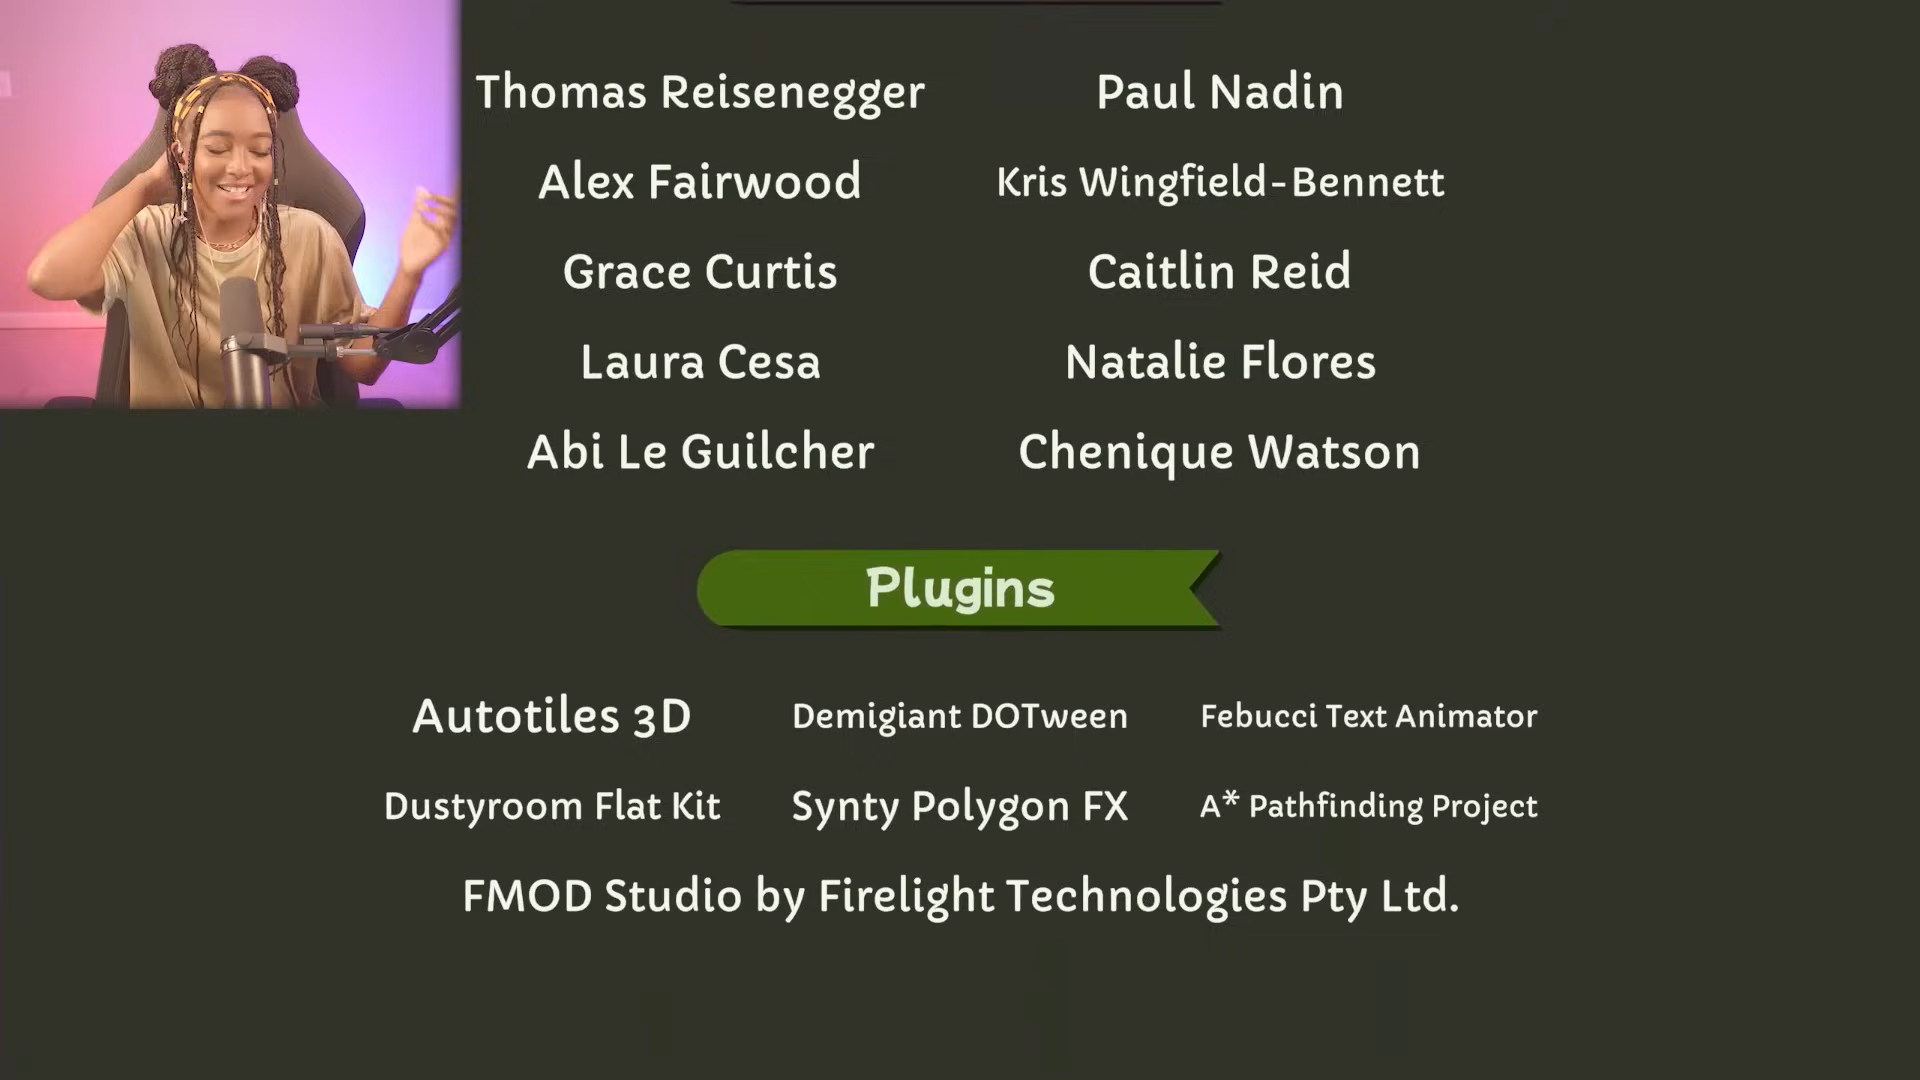 Thomas Reisenegger Paul Nadin
Alex Fairwood Kris Wingfield-Bennett
Grace Curtis Caitlin Reid
Laura Cesa Natalie Flores
Abi Le Guilcher Chenique Watson
Plugins
Autotiles 3D Demigiant DOTween Febucci Text Animator
Dustyroom Flat Kit Synty Polygon FX A* Pathfinding Project
FMOD Studio by Firelight Technologies Pty Ltd.